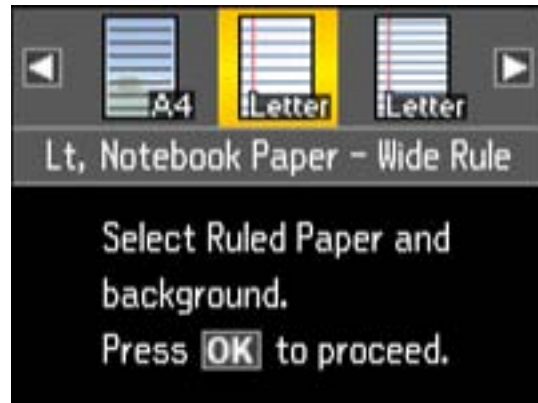 A4 Letter Letter
Lt, Notebook Paper – Wide Rule
Select Ruled Paper and
background.
Press OK to proceed.